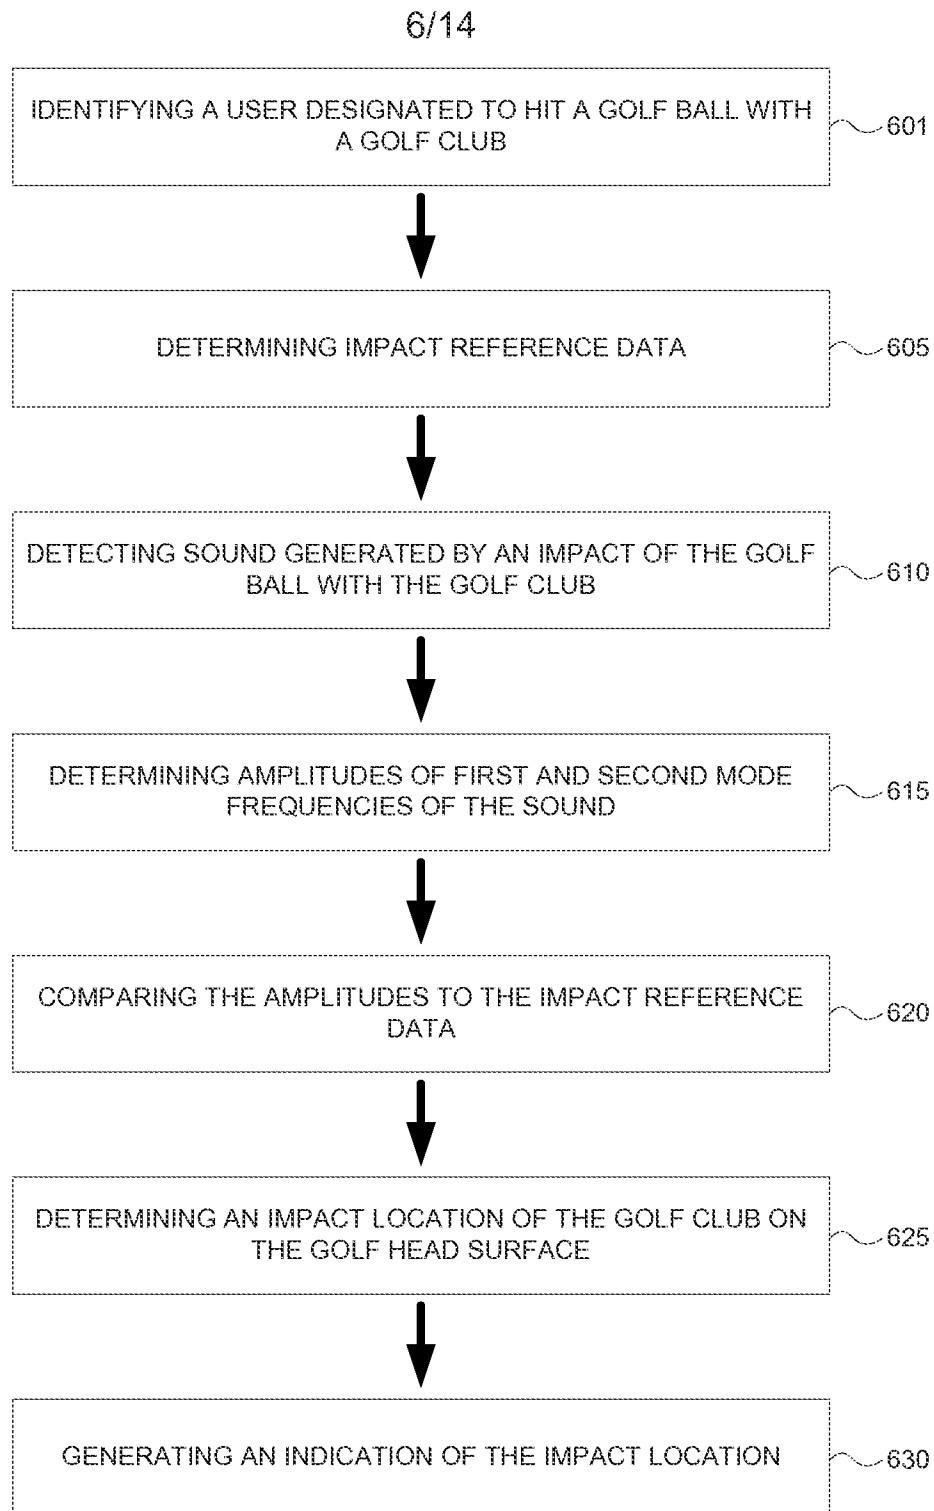 6/14
IDENTIFYING A USER DESIGNATED TO HIT A GOLF BALL WITH
A GOLF CLUB
601
DETERMINING IMPACT REFERENCE DATA
605
DETECTING SOUND GENERATED BY AN IMPACT OF THE GOLF
BALL WITH THE GOLF CLUB
610
DETERMINING AMPLITUDES OF FIRST AND SECOND MODE
FREQUENCIES OF THE SOUND
615
COMPARING THE AMPLITUDES TO THE IMPACT REFERENCE
DATA
620
DETERMINING AN IMPACT LOCATION OF THE GOLF CLUB ON
THE GOLF HEAD SURFACE
625
GENERATING AN INDICATION OF THE IMPACT LOCATION
630